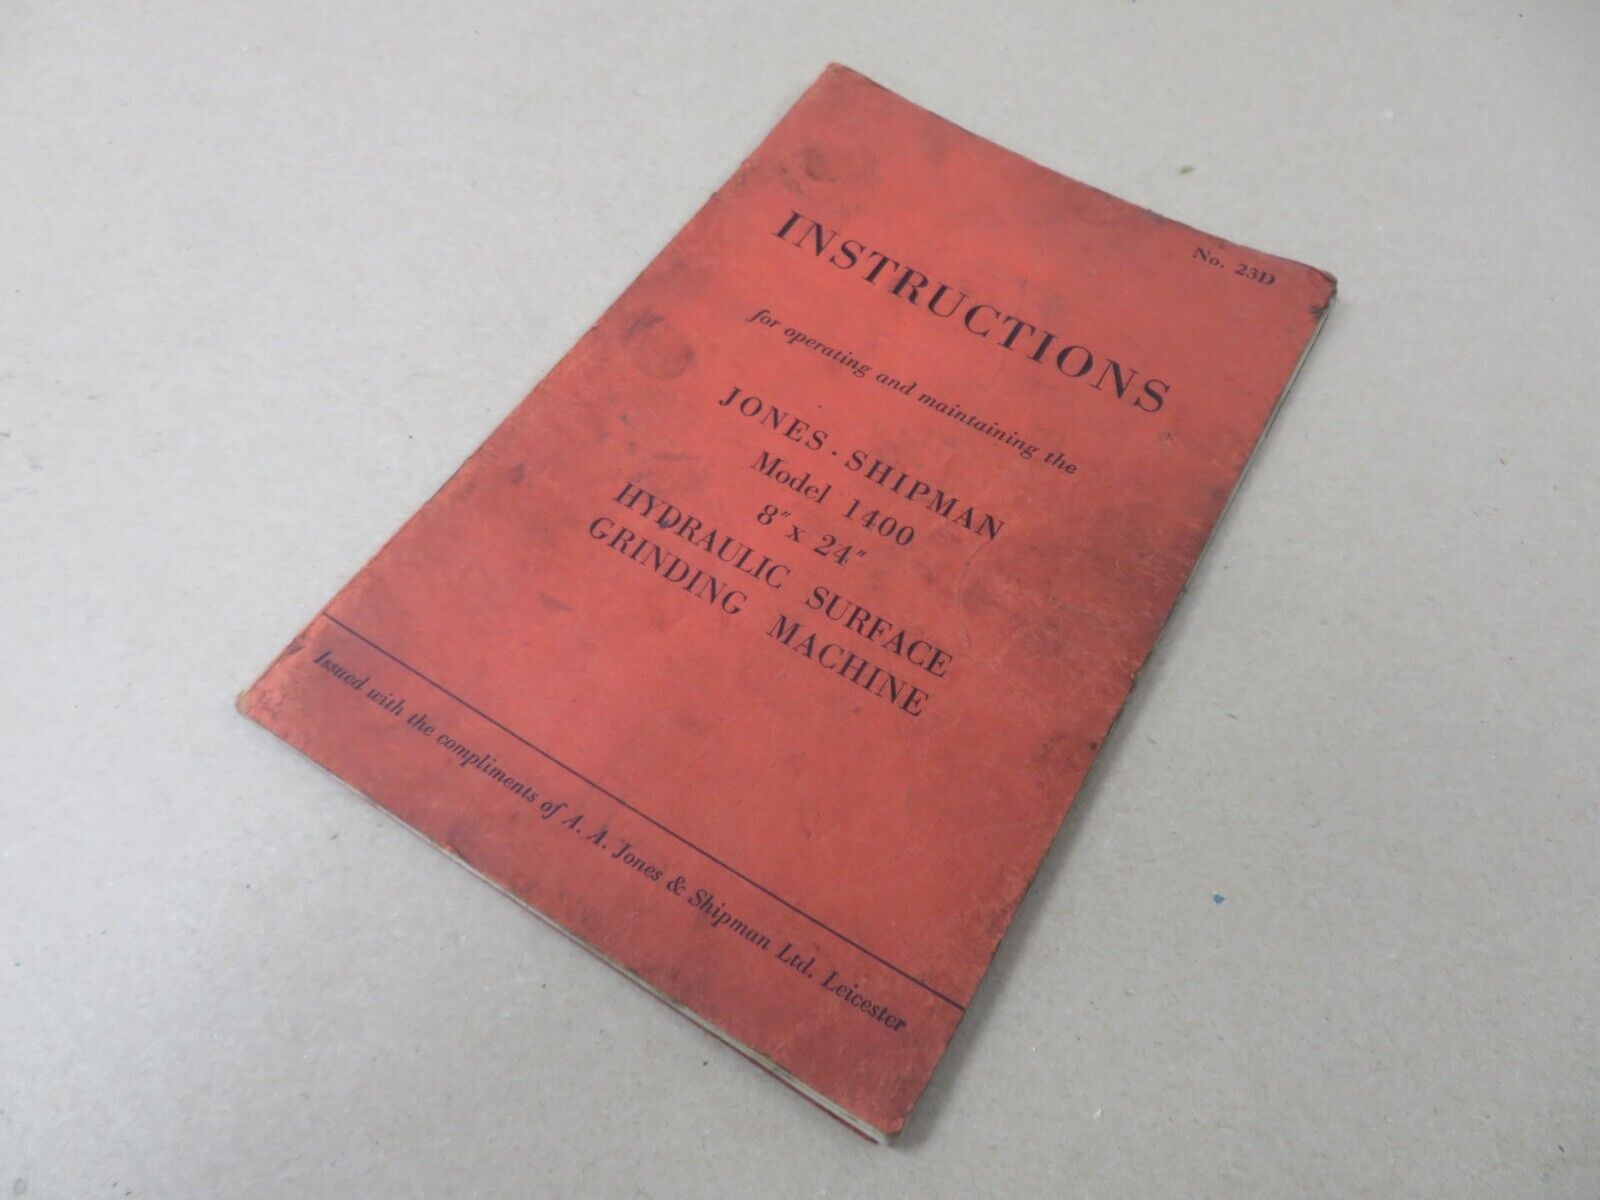 No. 23D
INSTRUCTIONS
for operating and maintaining the
JONES . SHIPMAN
Model 1400
8" x 24"
HYDRAULIC SURFACE
GRINDING MACHINE
Issued with the compliments of A. A. Jones & Shipman Ltd. Leicester